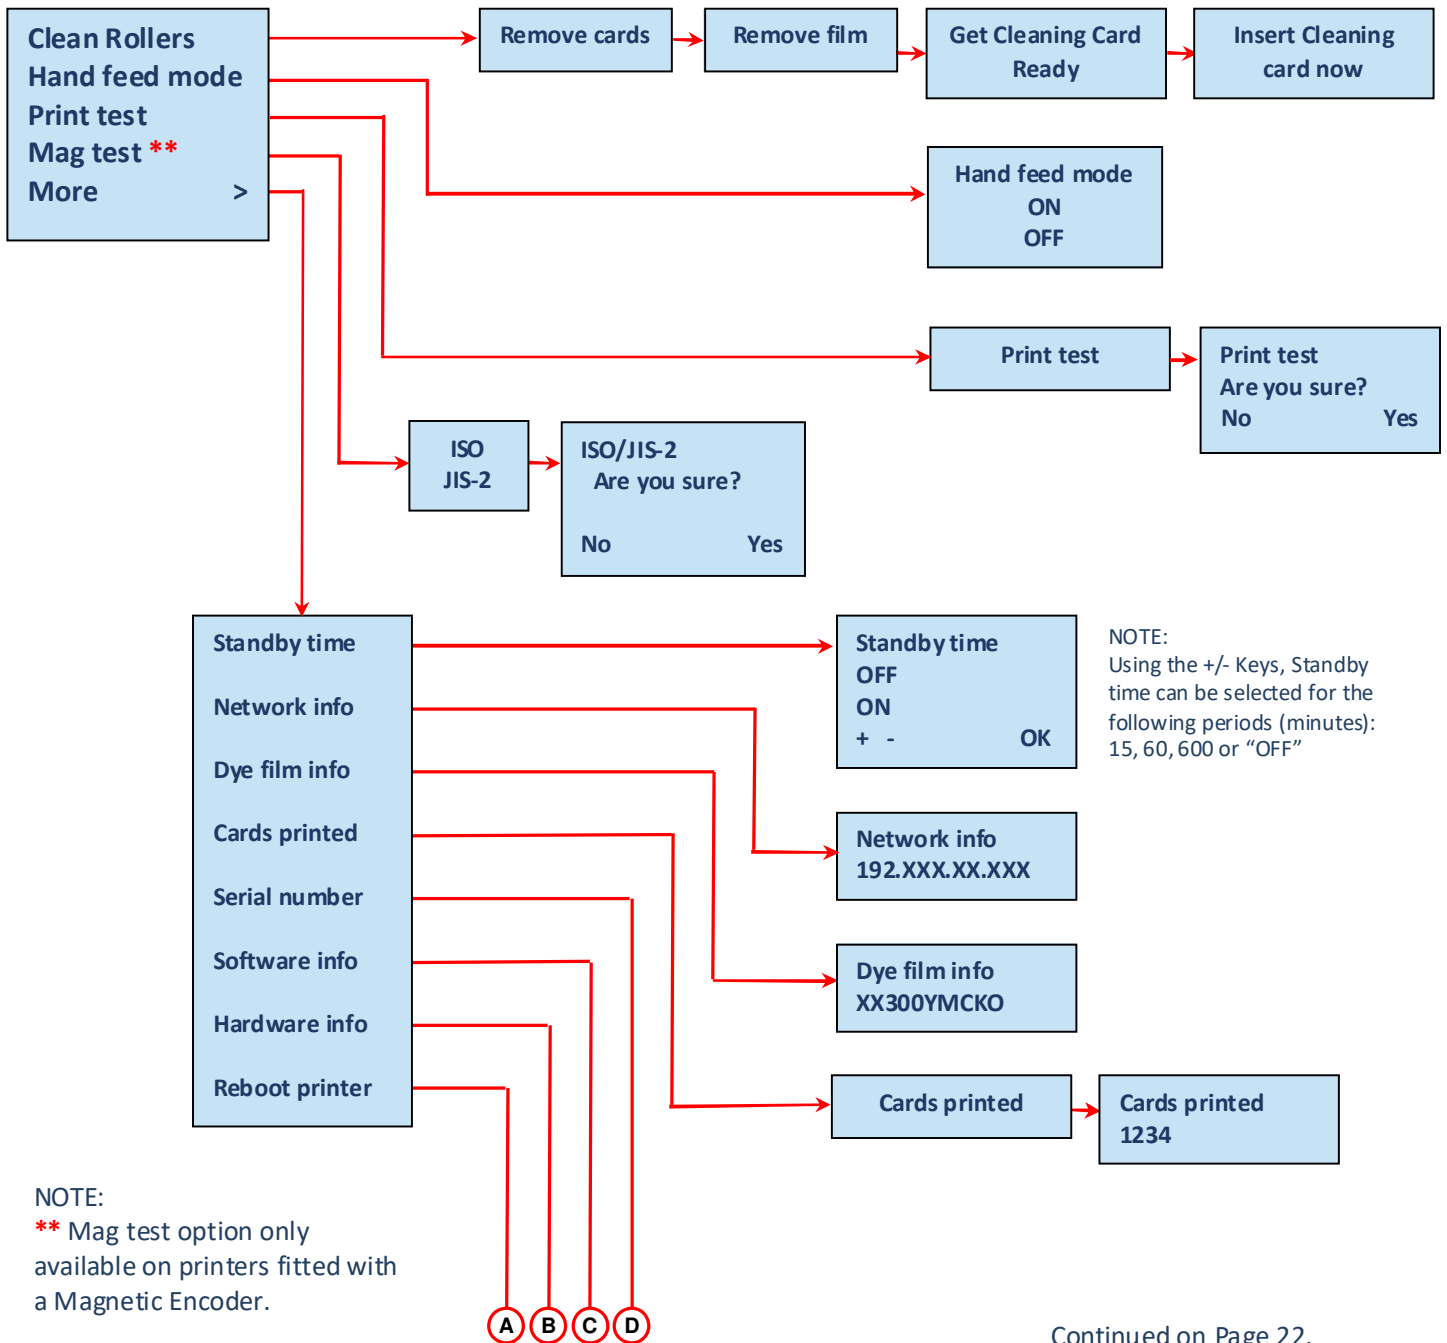 Clean Rollers
Hand feed mode
Print test
Mag test **
More >
Remove cards
Remove film
Get Cleaning Card
Ready
Insert Cleaning
card now
Hand feed mode
ON
OFF
Print test
Print test
Are you sure?
No Yes
ISO
JIS-2
ISO/JIS-2
Are you sure?
No Yes
Standby time
Network info
Dye film info
Cards printed
Serial number
Software info
Hardware info
Reboot printer
Standby time
OFF
ON
+ - OK
NOTE:
Using the +/- Keys, Standby
time can be selected for the
following periods (minutes):
15, 60, 600 or “OFF”
Network info
192.XXX.XX.XXX
Dye film info
XX300YMCKO
Cards printed
Cards printed
1234
NOTE:
** Mag test option only
available on printers fitted with
a Magnetic Encoder.
A B C D
Continued on Page 22.